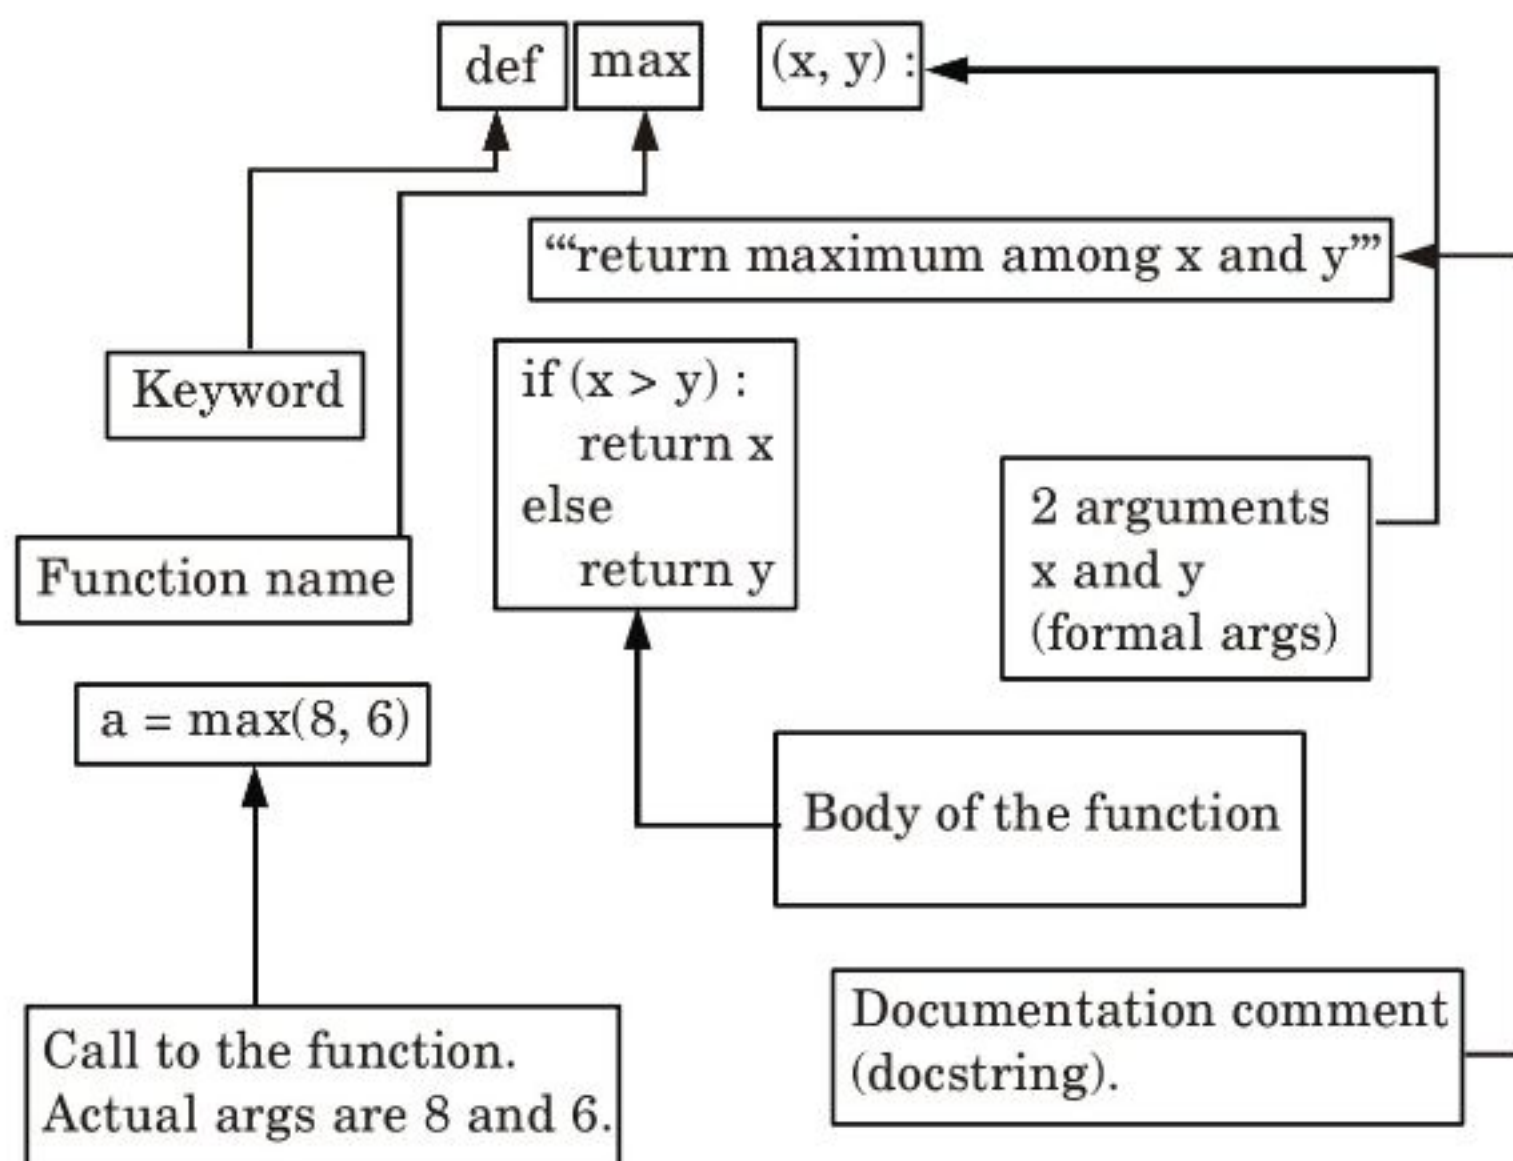 def max (x, y) :
“‘return maximum among x and y’”
Keyword
if (x > y) :
return x
else
return y
2 arguments
x and y
(formal args)
Function name
a = max(8, 6)
Body of the function
Call to the function.
Actual args are 8 and 6.
Documentation comment
(docstring).